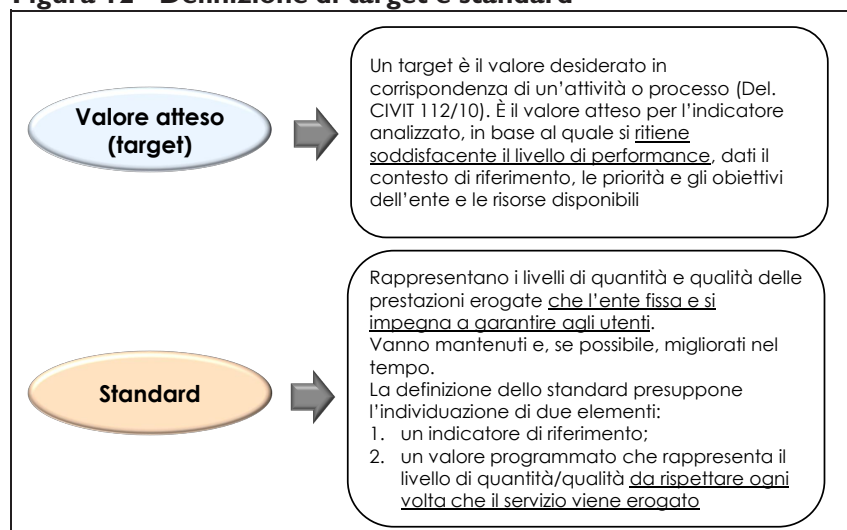 Figura 12 - Definizione di target e standard
Valore atteso
(target)
Un target è il valore desiderato in
corrispondenza di un'attività o processo (Del.
CIVIT 112/10). È il valore atteso per l'indicatore
analizzato, in base al quale si ritiene
soddisfacente il livello di performance, dati il
contesto di riferimento, le priorità e gli obiettivi
dell'ente e le risorse disponibili
Standard
Rappresentano i livelli di quantità e qualità delle
prestazioni erogate che l'ente fissa e si
impegna a garantire agli utenti.
Vanno mantenuti e, se possibile, migliorati nel
tempo.
La definizione dello standard presuppone
l'individuazione di due elementi:
1. un indicatore di riferimento;
2. un valore programmato che rappresenta il
livello di quantità/qualità da rispettare ogni
volta che il servizio viene erogato